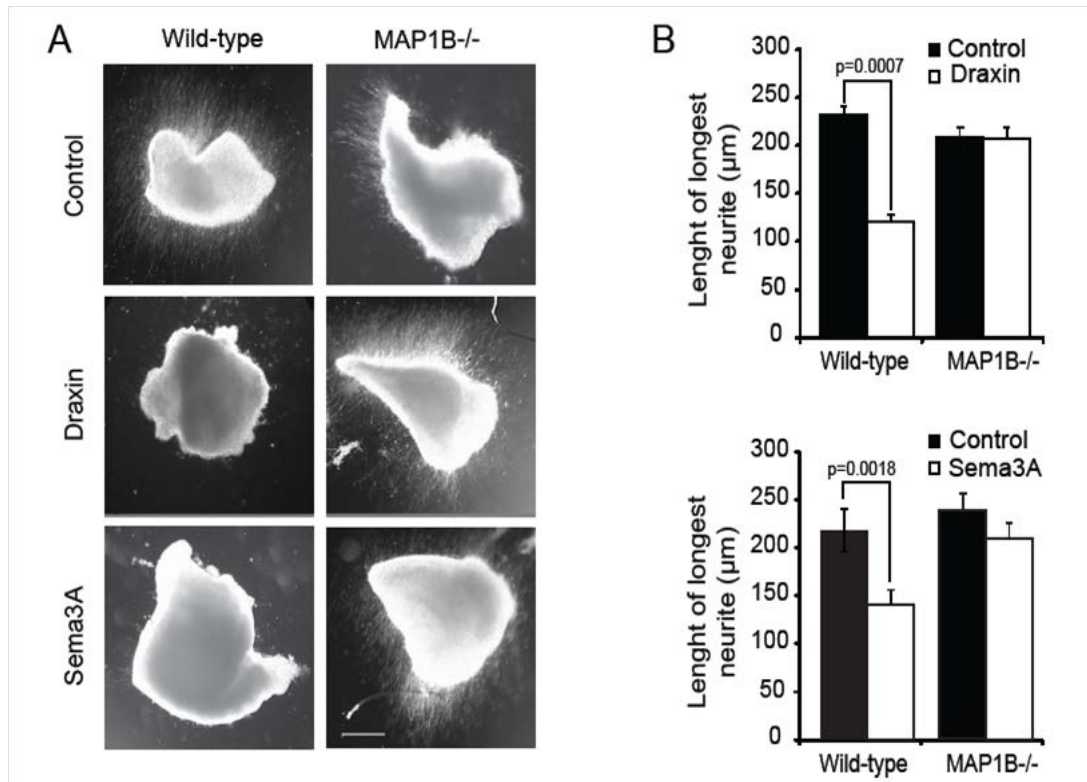 A
Wild-type
MAP1B-/-
Control
Draxin
Sema3A
B
Lenght of longest
neurite (µm)
300
250
200
150
100
50
0
p=0.0007
Control
Draxin
Wild-type
MAP1B-/-
Lenght of longest
neurite (µm)
300
250
200
150
100
50
0
p=0.0018
Control
Sema3A
Wild-type
MAP1B-/-